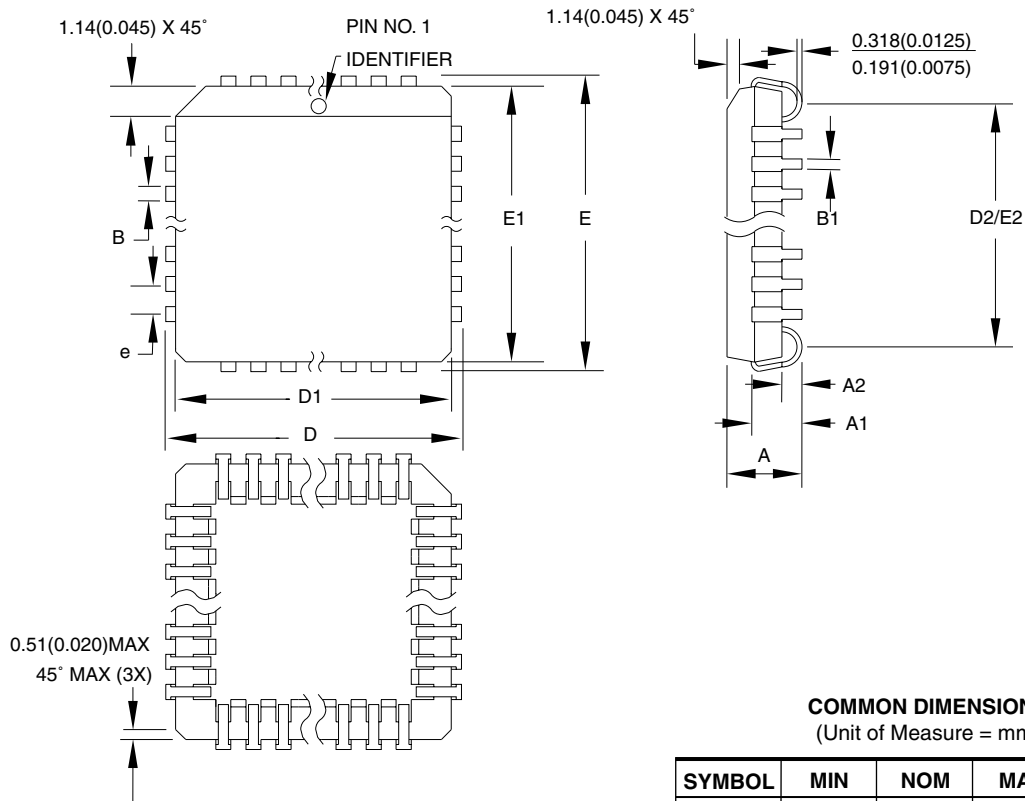 1.14(0.045) X 45˚
PIN NO. 1
IDENTIFIER
1.14(0.045) X 45˚
0.318(0.0125)
0.191(0.0075)
B
e
E1
E
B1
D2/E2
D1
D
A2
A1
A
0.51(0.020)MAX
45˚ MAX (3X)
COMMON DIMENSION
(Unit of Measure = mm
SYMBOL MIN NOM MA